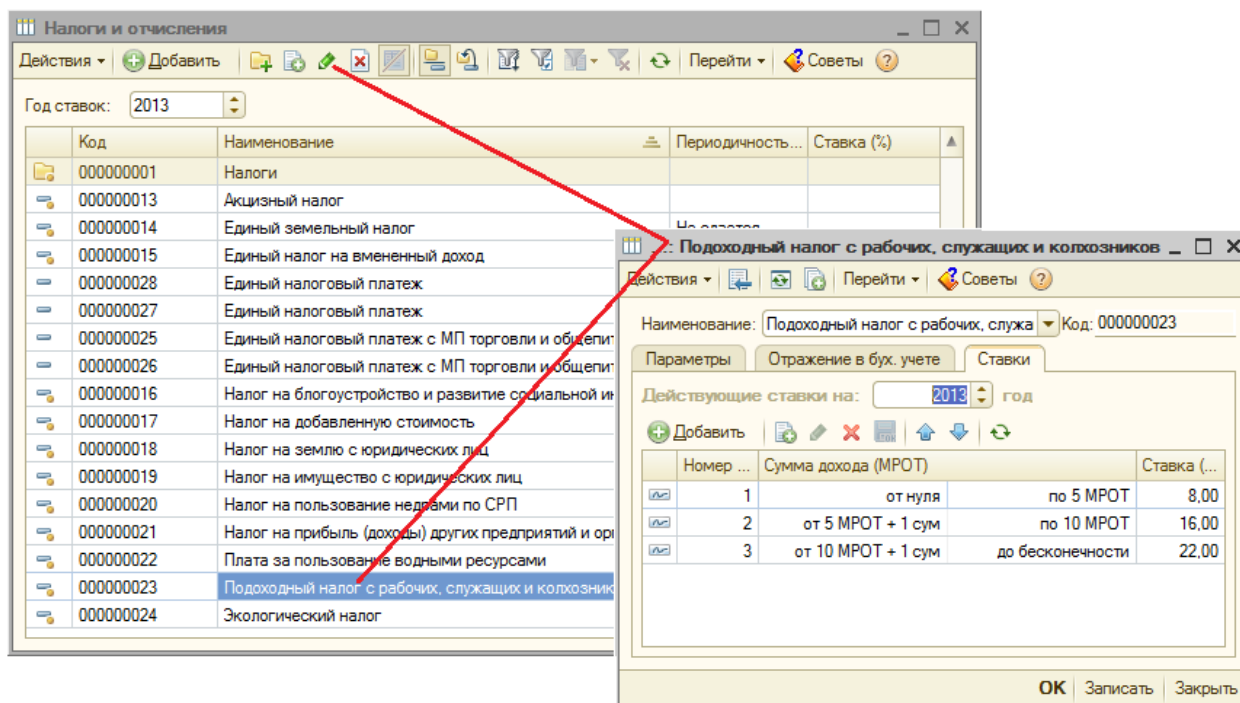 Налоги и отчисления
Действия Добавить Перейти Советы
Год ставок: 2013
Код Наименование Периодичность... Ставка (%)
000000001 Налоги
000000013 Акцизный налог
000000014 Единый земельный налог
000000015 Единый налог на вмененный доход
000000028 Единый налоговый платеж
000000027 Единый налоговый платеж
000000025 Единый налоговый платеж с МП торговли и
000000026 Единый налоговый платеж с МП торговли и
000000016 Налог на благоустройство и развитие социальной
000000017 Налог на добавленную стоимость
000000018 Налог на землю с юридических лиц
000000019 Налог на имущество с юридических лиц
000000020 Налог на пользование недрами по СРП
000000021 Налог на прибыль (доходы) других предприятий и
000000022 Плата за пользование водными ресурсами
000000023 Подоходный налог с рабочих, служащих и
000000024 Экологический налог
...: Подоходный налог с рабочих, служащих и колхозников
Действия Перейти Советы
Наименование: Подоходный налог с рабочих, служа Код: 000000023
Параметры Отражение в бух. учете Ставки
Действующие ставки на: 2013 год
Добавить
Номер ... Сумма дохода (МРОТ) Ставка (...
1 от нуля по 5 МРОТ 8,00
2 от 5 МРОТ + 1 сум по 10 МРОТ 16,00
3 от 10 МРОТ + 1 сум до бесконечности 22,00
OK Записать Закрыть